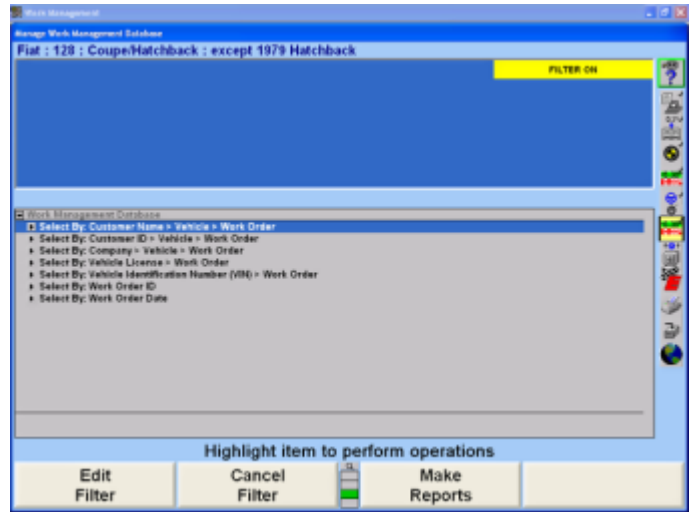 Work Management
Manage Work Management Database
Fiat : 128 : Coupe/Hatchback : except 1979 Hatchback
FILTER ON
Work Management Database
Select By: Customer Name > Vehicle > Work Order
Select By: Customer ID > Vehicle > Work Order
Select By: Company > Vehicle > Work Order
Select By: Vehicle License > Work Order
Select By: Vehicle Identification Number (VIN) > Work Order
Select By: Work Order ID
Select By: Work Order Date
Highlight item to perform operations
Edit
Filter
Cancel
Filter
Make
Reports